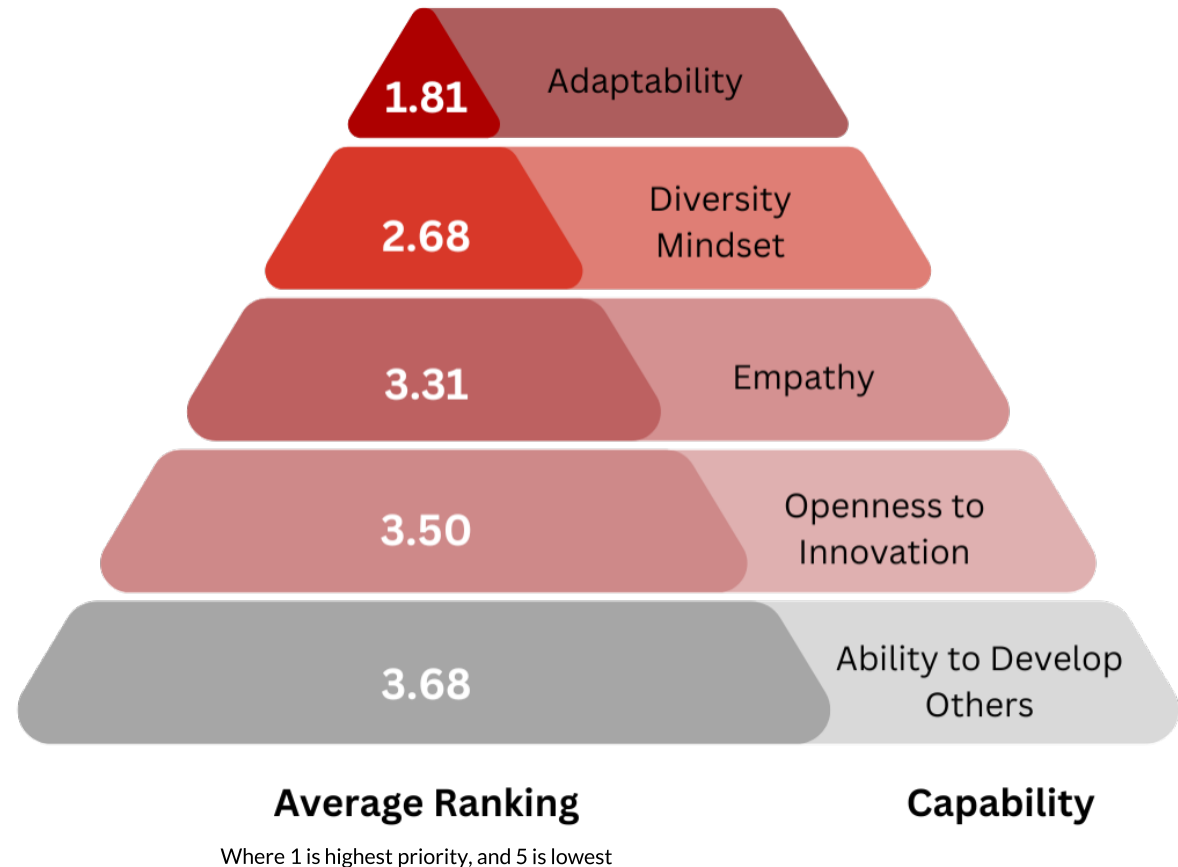 1.81
Adaptability
2.68
Diversity
Mindset
3.31
Empathy
3.50
Openness to
Innovation
3.68
Ability to Develop
Others
Average Ranking
Capability
Where 1 is highest priority, and 5 is lowest